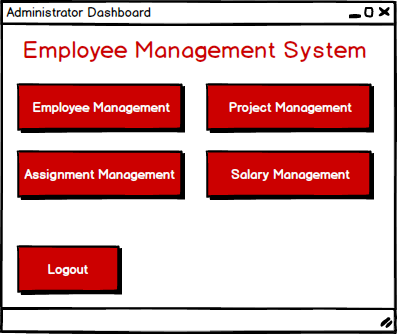 Administrator Dashboard
Employee Management System
Employee Management
Project Management
Assignment Management
Salary Management
Logout